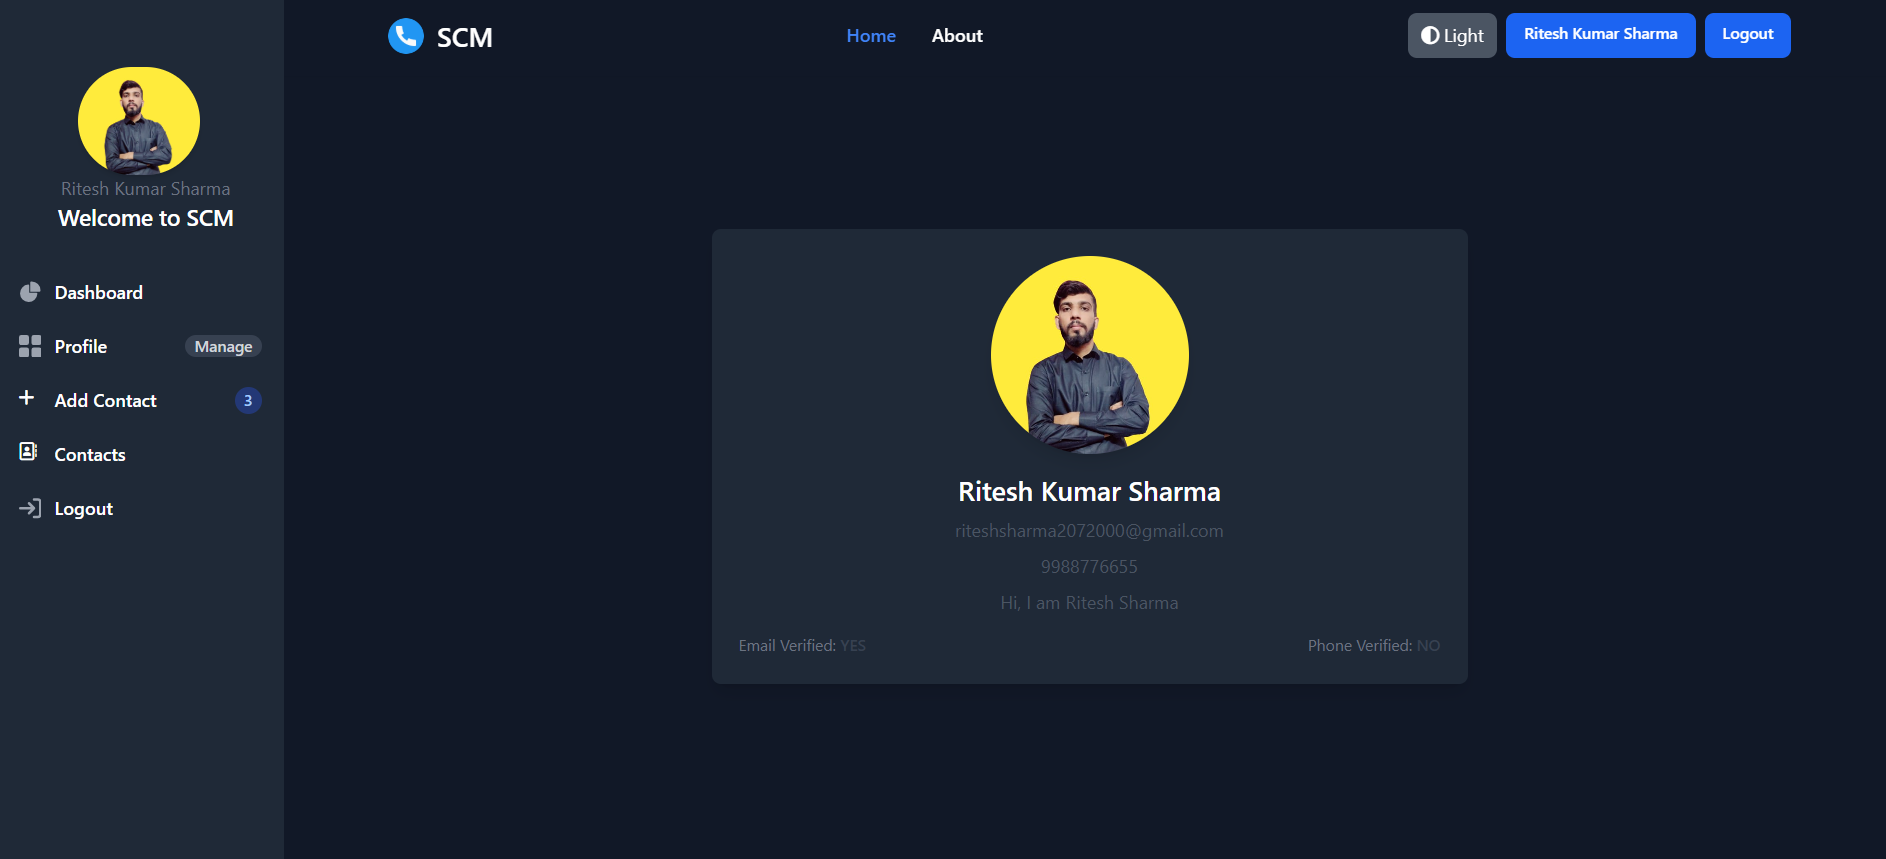 SCM
Home
About
Light
Ritesh Kumar Sharma
Logout
Ritesh Kumar Sharma
Welcome to SCM
Dashboard
Profile
Manage
Add Contact
3
Contacts
Logout
Ritesh Kumar Sharma
riteshsharma2072000@gmail.com
9988776655
Hi, I am Ritesh Sharma
Email Verified: YES
Phone Verified: NO